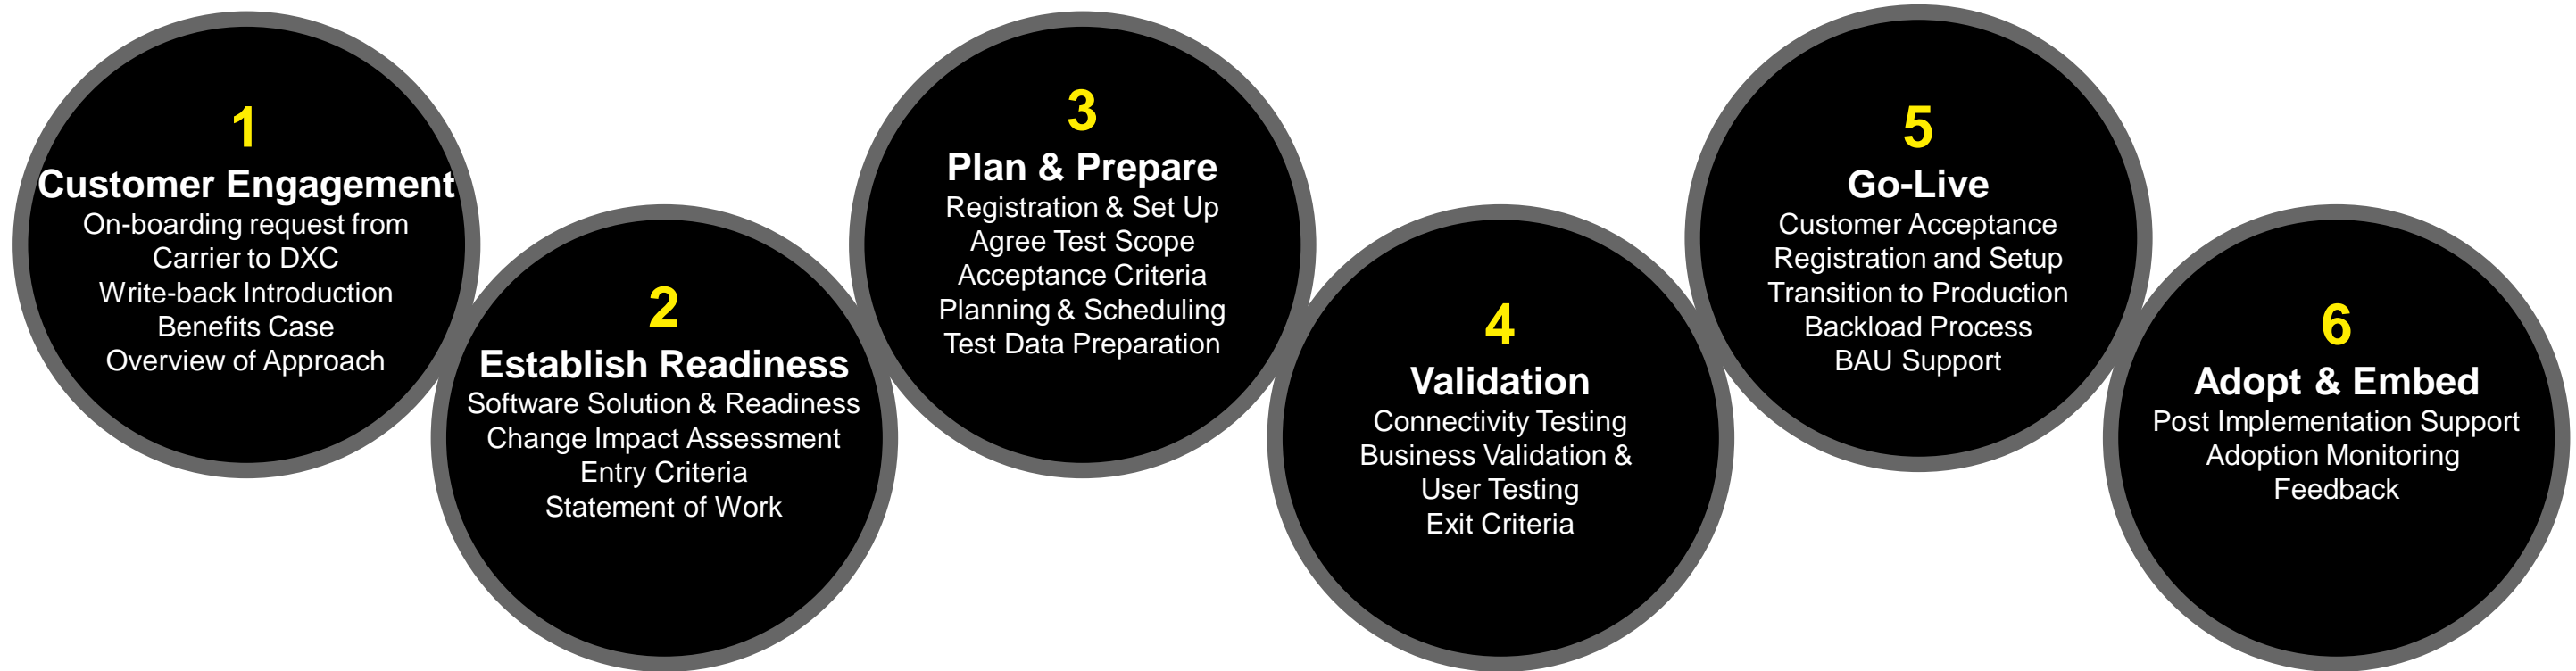 1
Customer Engagement
On-boarding request from
Carrier to DXC
Write-back Introduction
Benefits Case
Overview of Approach
2
Establish Readiness
Software Solution & Readiness
Change Impact Assessment
Entry Criteria
Statement of Work
3
Plan & Prepare
Registration & Set Up
Agree Test Scope
Acceptance Criteria
Planning & Scheduling
Test Data Preparation
4
Validation
Connectivity Testing
Business Validation &
User Testing
Exit Criteria
5
Go-Live
Customer Acceptance
Registration and Setup
Transition to Production
Backload Process
BAU Support
6
Adopt & Embed
Post Implementation Support
Adoption Monitoring
Feedback